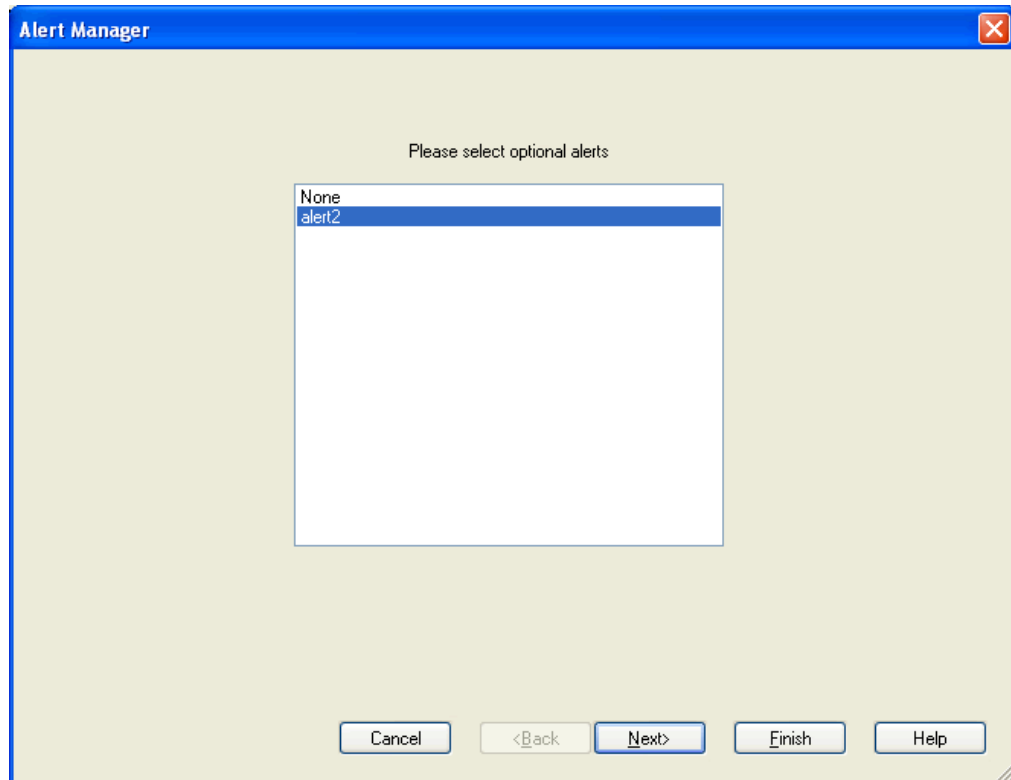 Alert Manager
Please select optional alerts
None
alert2
Cancel <Back Next> Finish Help